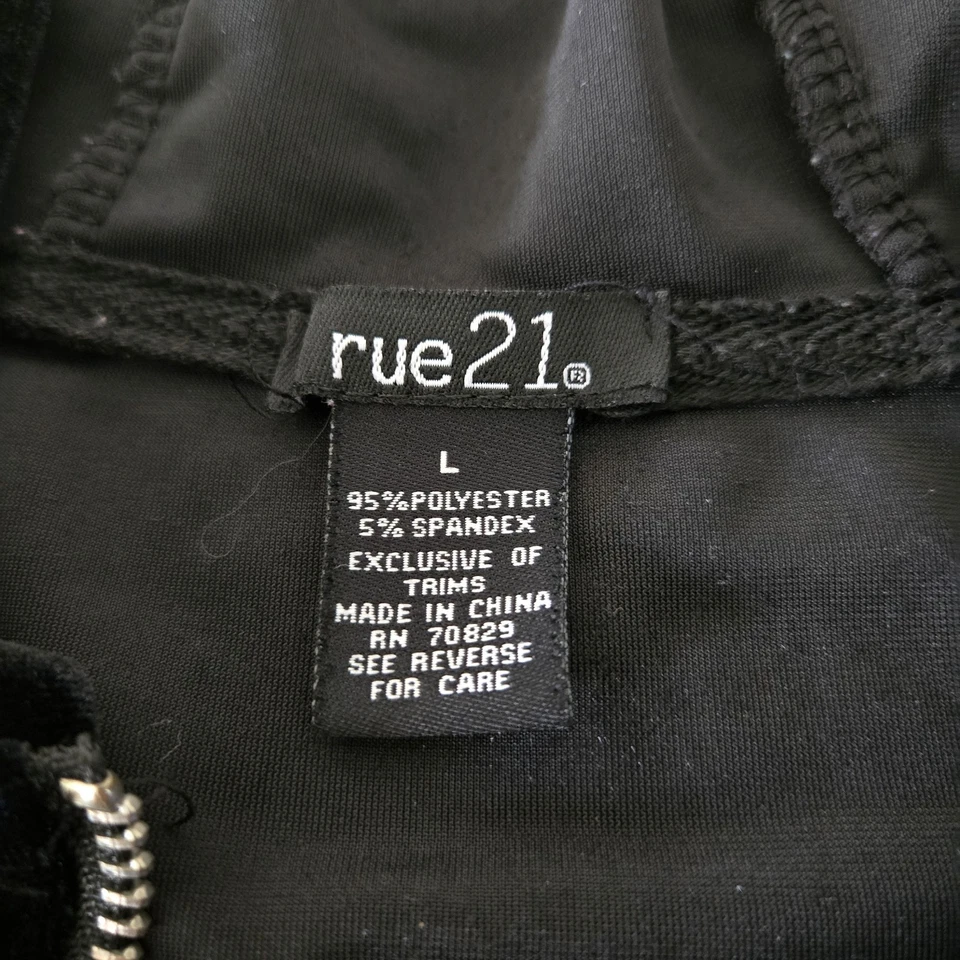 rue21
L
95%POLYESTER
5% SPANDEX
EXCLUSIVE OF
TRIMS
MADE IN CHINA
RN 70829
SEE REVERSE
FOR CARE